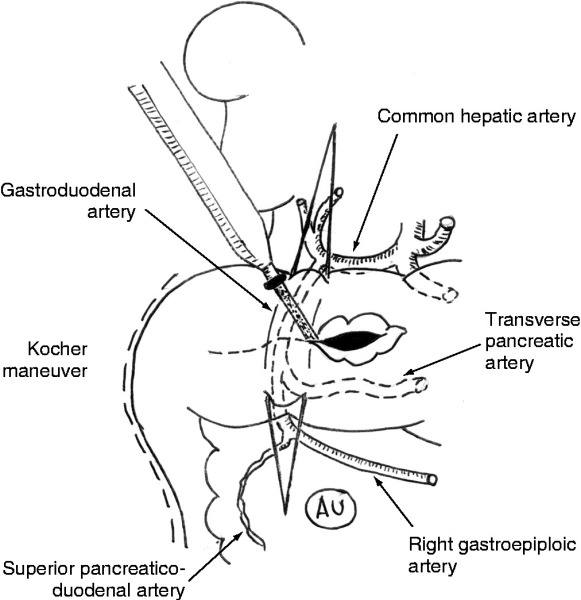 Common hepatic artery
Gastroduodenal
artery
Transverse
pancreatic
artery
Kocher
maneuver
AU
Right gastroepiploic
artery
Superior pancreatico-
duodenal artery